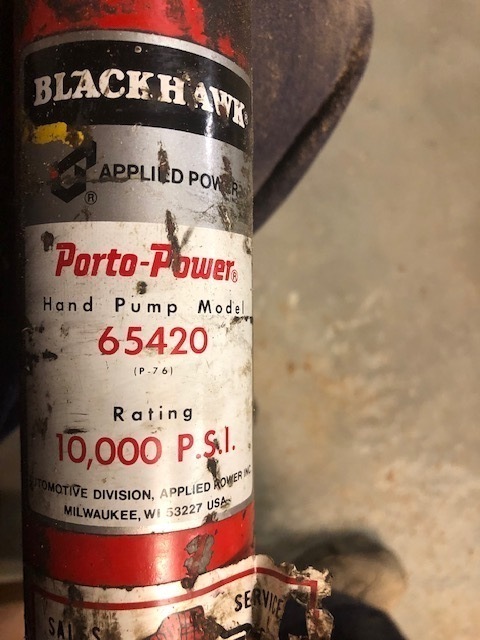 BLACKHAWK
APPLIED POWER
®
Porto-Power®
Hand Pump Model
65420
(P-76)
Rating
10,000 P.S.I.
AUTOMOTIVE DIVISION, APPLIED POWER INC.
MILWAUKEE, WI 53227 USA
SALES
SERVICE